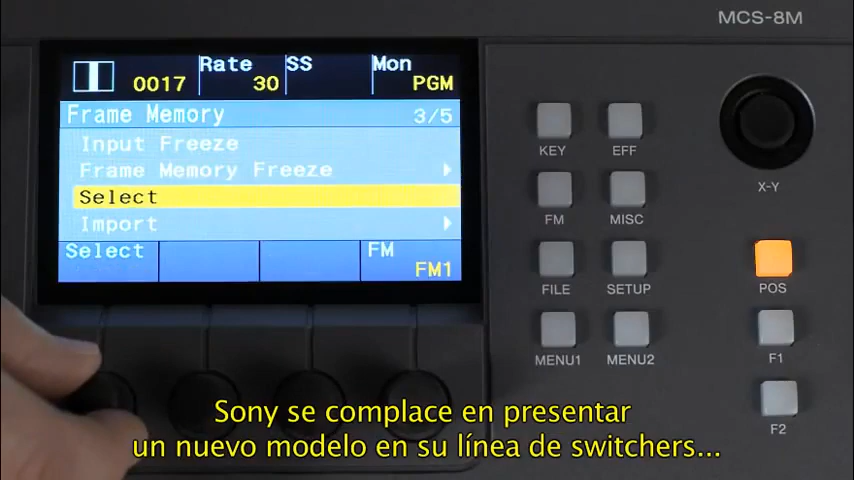 MCS-8M
Rate SS Mon
0017 30 PGM
Frame Memory 3/5
Input Freeze
Frame Memory Freeze
Select
Import
Select FM
FM1
KEY EFF
X-Y
FM MISC
FILE SETUP POS
MENU1 MENU2 F1
F2
Sony se complace en presentar
un nuevo modelo en su línea de switchers...